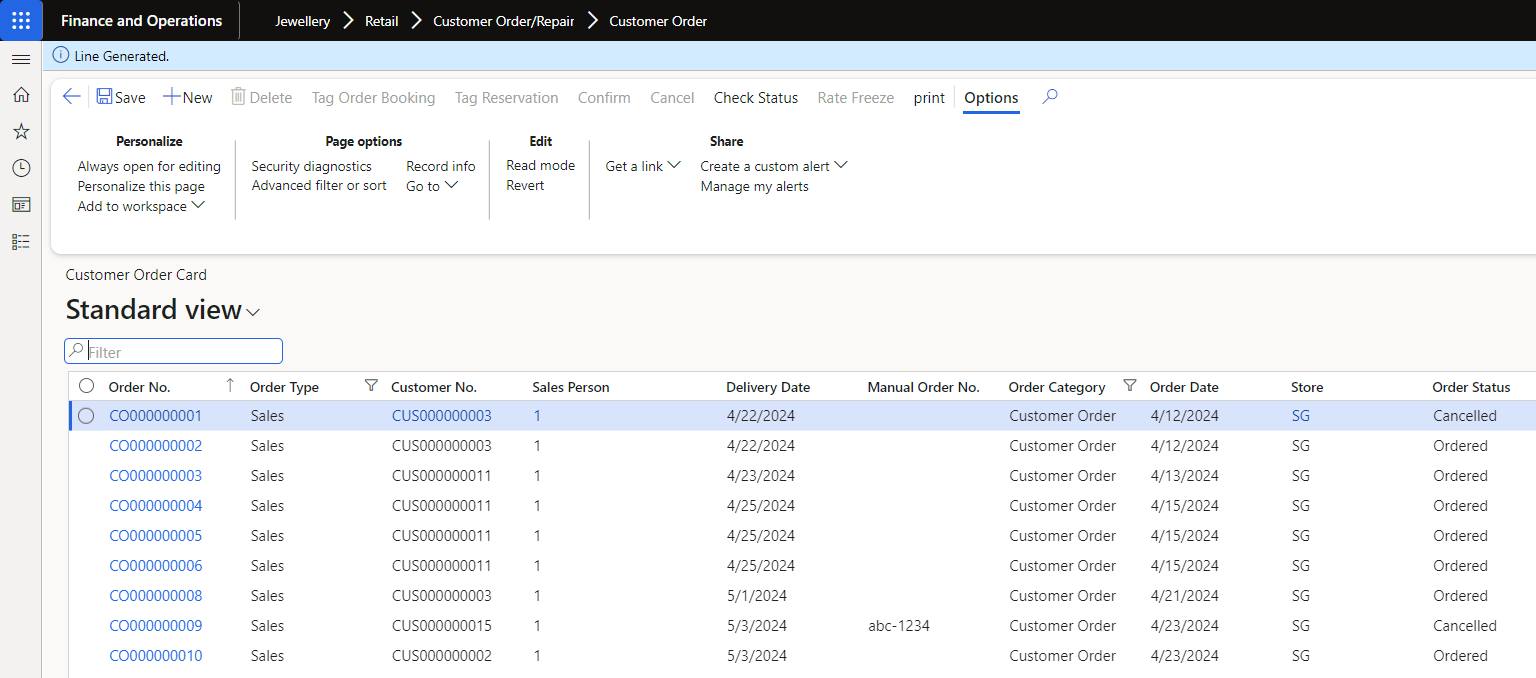 Finance and Operations Jewellery Retail Customer Order/Repair Customer Order
Line Generated.
Save New Delete Tag Order Booking Tag Reservation Confirm Cancel Check Status Rate Freeze print Options
Personalize Page options Edit Share
Always open for editing Security diagnostics Record info Read mode Get a link Create a custom alert
Personalize this page Advanced filter or sort Go to Revert Manage my alerts
Add to workspace
Customer Order Card
Standard view
Filter
Order No. Order Type Customer No. Sales Person Delivery Date Manual Order No. Order Category Order Date Store Order Status
CO000000001 Sales CUS000000003 1 4/22/2024 Customer Order 4/12/2024 SG Cancelled
CO000000002 Sales CUS000000003 1 4/22/2024 Customer Order 4/12/2024 SG Ordered
CO000000003 Sales CUS000000011 1 4/23/2024 Customer Order 4/13/2024 SG Ordered
CO000000004 Sales CUS000000011 1 4/25/2024 Customer Order 4/15/2024 SG Ordered
CO000000005 Sales CUS000000011 1 4/25/2024 Customer Order 4/15/2024 SG Ordered
CO000000006 Sales CUS000000011 1 4/25/2024 Customer Order 4/15/2024 SG Ordered
CO000000008 Sales CUS000000003 1 5/1/2024 Customer Order 4/21/2024 SG Ordered
CO000000009 Sales CUS000000015 1 5/3/2024 abc-1234 Customer Order 4/23/2024 SG Cancelled
CO000000010 Sales CUS000000002 1 5/3/2024 Customer Order 4/23/2024 SG Ordered